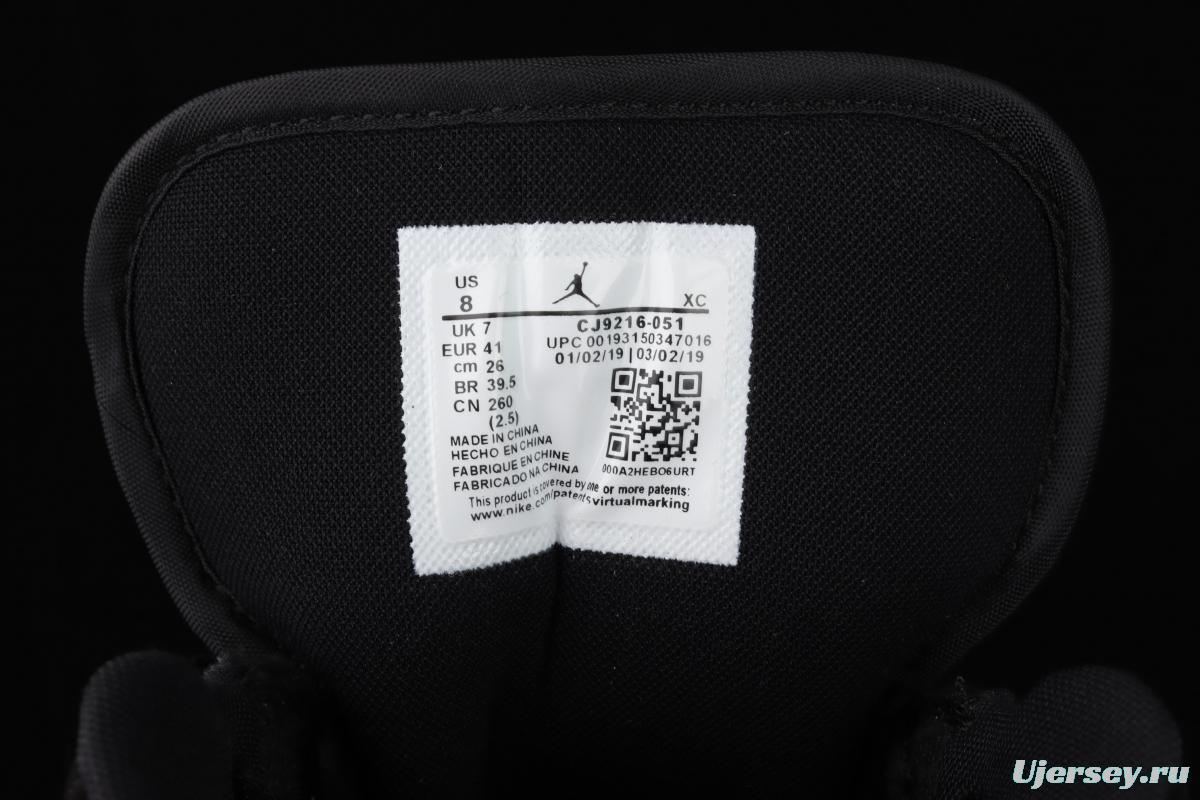 US
8
XC
UK 7
EUR 41
cm 26
BR 39.5
CN 260
(2.5)
CJ9216-051
UPC 00193150347016
01/02/19 | 03/02/19
000A2HEBO6URT
MADE IN CHINA
HECHO EN CHINA
FABRIQUE EN CHINE
FABRICADO NA CHINA
This product is covered by one or more patents:
www.nike.com/patents virtualmarking
Ujersey.ru